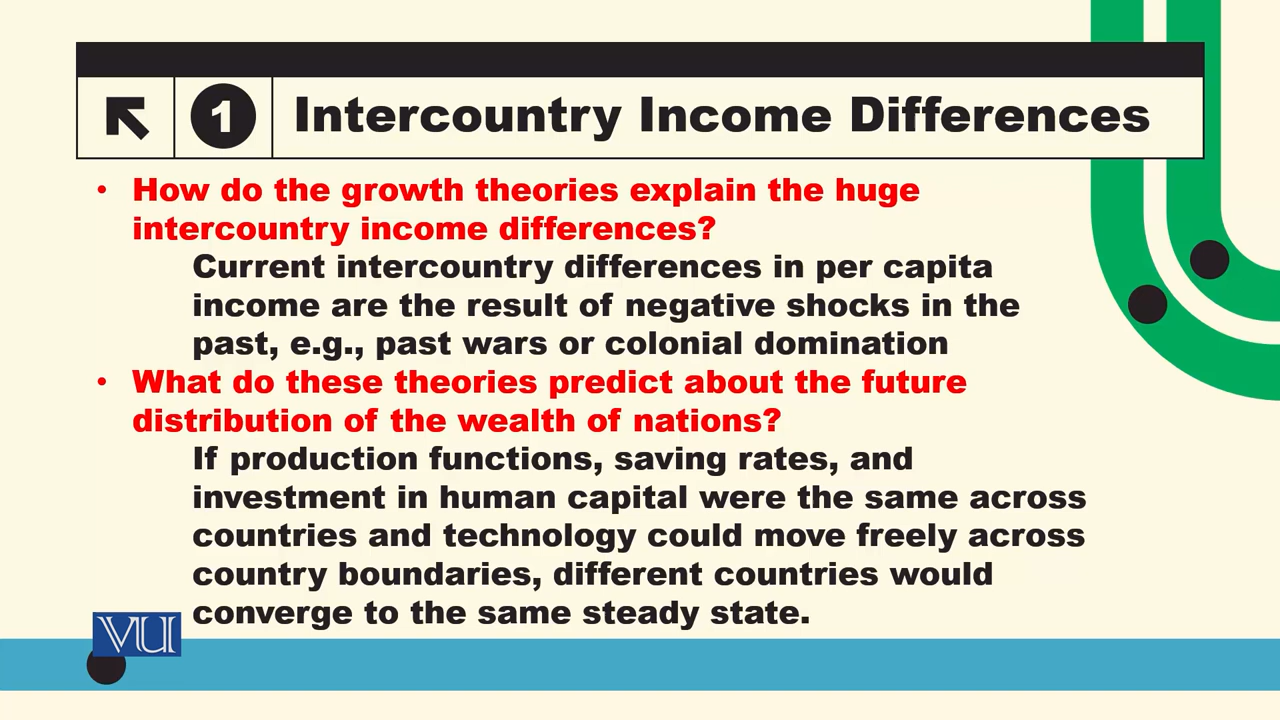 1 Intercountry Income Differences
• How do the growth theories explain the huge
intercountry income differences?
Current intercountry differences in per capita
income are the result of negative shocks in the
past, e.g., past wars or colonial domination
• What do these theories predict about the future
distribution of the wealth of nations?
If production functions, saving rates, and
investment in human capital were the same across
countries and technology could move freely across
country boundaries, different countries would
converge to the same steady state.
VU